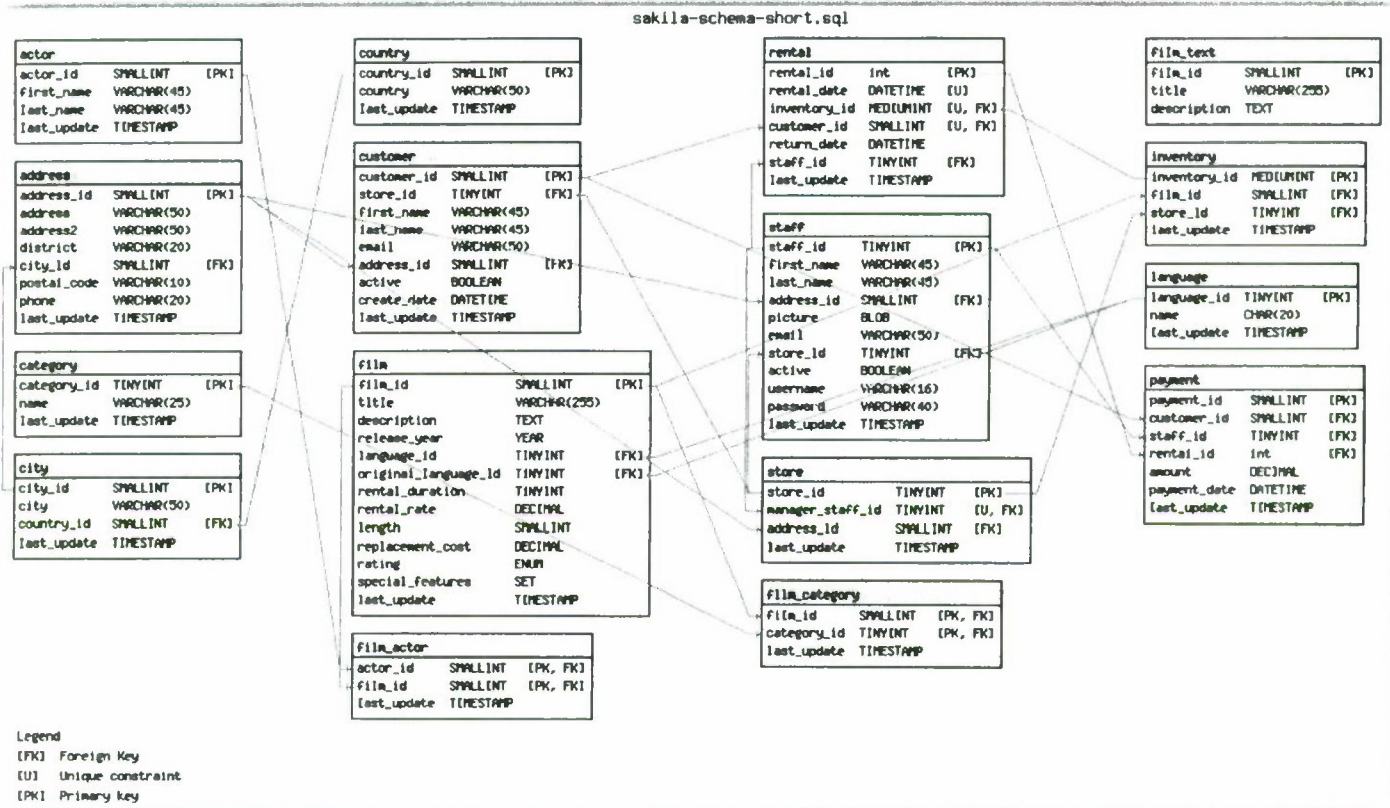 sakila-schema-short.sql
actor
actor_id SMALLINT [PK]
first_name VARCHAR(45)
last_name VARCHAR(45)
last_update TIMESTAMP
address
address_id SMALLINT [PK]
address VARCHAR(50)
address2 VARCHAR(50)
district VARCHAR(20)
city_id SMALLINT [FK]
postal_code VARCHAR(10)
phone VARCHAR(20)
last_update TIMESTAMP
category
category_id TINYINT [PK]
name VARCHAR(25)
last_update TIMESTAMP
city
city_id SMALLINT [PK]
city VARCHAR(50)
country_id SMALLINT [FK]
last_update TIMESTAMP
country
country_id SMALLINT [PK]
country VARCHAR(50)
last_update TIMESTAMP
customer
customer_id SMALLINT [PK]
store_id TINYINT [FK]
first_name VARCHAR(45)
last_name VARCHAR(45)
email VARCHAR(50)
address_id SMALLINT [FK]
active BOOLEAN
create_date DATETIME
last_update TIMESTAMP
film
film_id SMALLINT [PK]
title VARCHAR(255)
description TEXT
release_year YEAR
language_id TINYINT [FK]
original_language_id TINYINT [FK]
rental_duration TINYINT
rental_rate DECIMAL
length SMALLINT
replacement_cost DECIMAL
rating ENUM
special_features SET
last_update TIMESTAMP
film_actor
actor_id SMALLINT [PK, FK]
film_id SMALLINT [PK, FK]
last_update TIMESTAMP
rental
rental_id int [PK]
rental_date DATETIME [U]
inventory_id MEDIUMINT [U, FK]
customer_id SMALLINT [U, FK]
return_date DATETIME
staff_id TINYINT [FK]
last_update TIMESTAMP
staff
staff_id TINYINT [PK]
first_name VARCHAR(45)
last_name VARCHAR(45)
address_id SMALLINT [FK]
picture BLOB
email VARCHAR(50)
store_id TINYINT [FK]
active BOOLEAN
username VARCHAR(16)
password VARCHAR(40)
last_update TIMESTAMP
store
store_id TINYINT [PK]
manager_staff_id TINYINT [U, FK]
address_id SMALLINT [FK]
last_update TIMESTAMP
film_category
film_id SMALLINT [PK, FK]
category_id TINYINT [PK, FK]
last_update TIMESTAMP
film_text
film_id SMALLINT [PK]
title VARCHAR(255)
description TEXT
inventory
inventory_id MEDIUMINT [PK]
film_id SMALLINT [FK]
store_id TINYINT [FK]
last_update TIMESTAMP
language
language_id TINYINT [PK]
name CHAR(20)
last_update TIMESTAMP
payment
payment_id SMALLINT [PK]
customer_id SMALLINT [FK]
staff_id TINYINT [FK]
rental_id int [FK]
amount DECIMAL
payment_date DATETIME
last_update TIMESTAMP
Legend
[FK] Foreign Key
[U] Unique constraint
[PK] Primary key